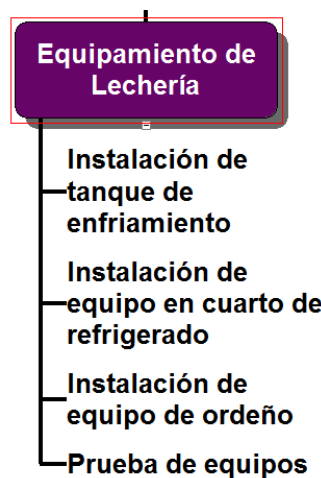 Equipamiento de
Lechería
Instalación de
tanque de
enfriamiento
Instalación de
equipo en cuarto de
refrigerado
Instalación de
equipo de ordeño
Prueba de equipos